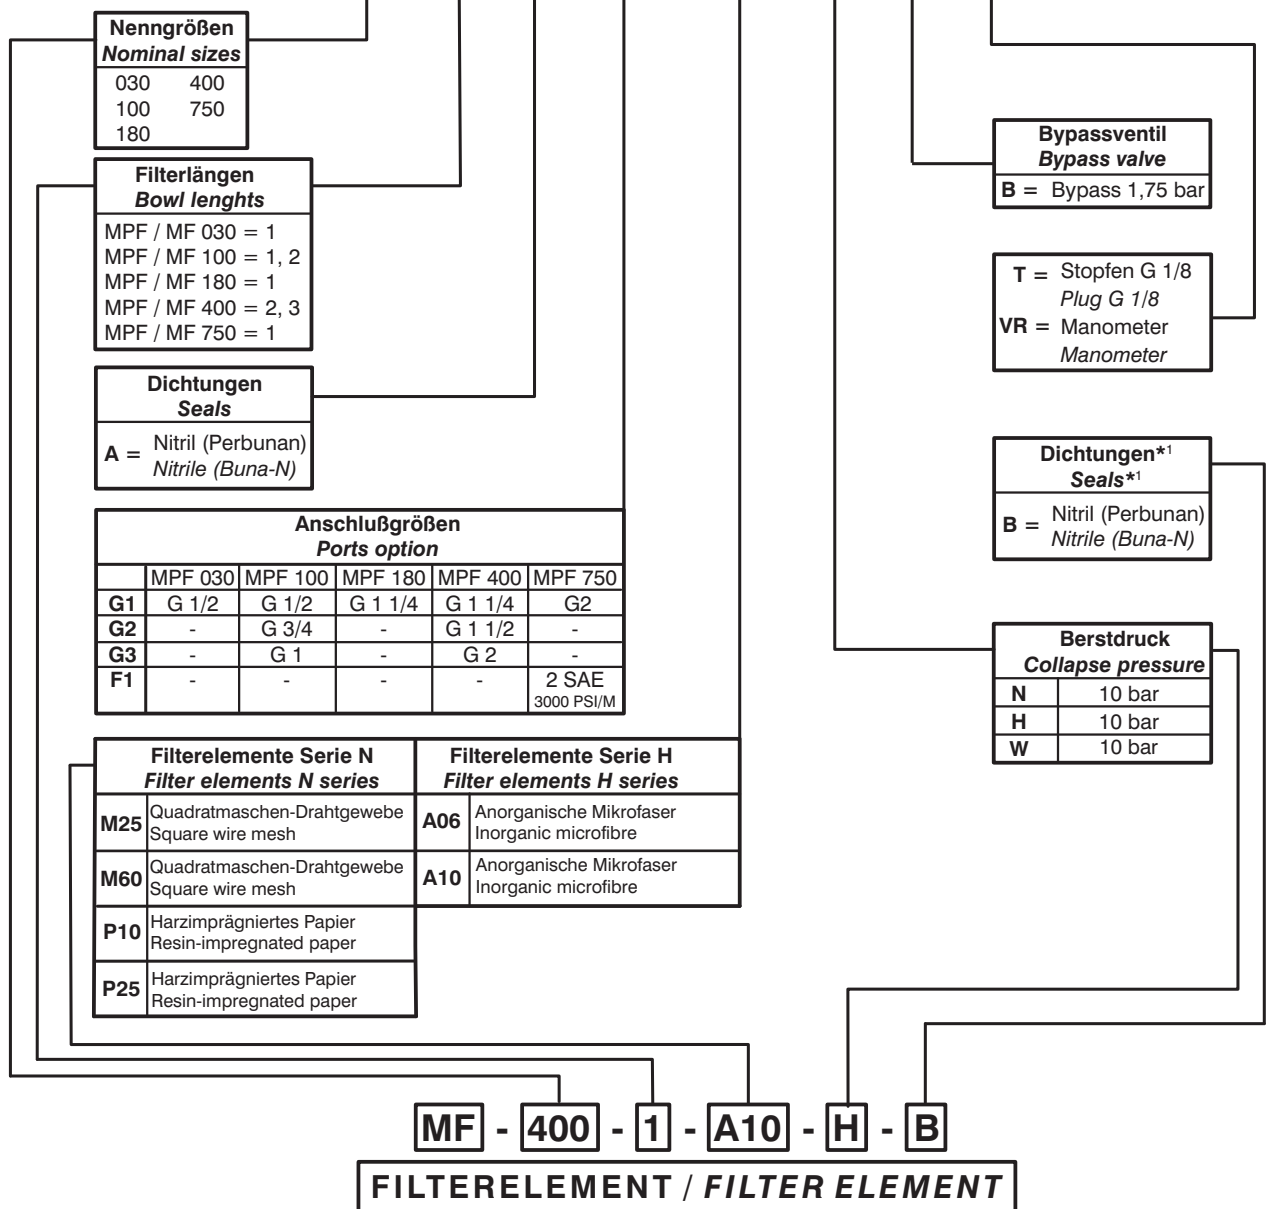 Nenngrößen
Nominal sizes
030 400
100 750
180
Filterlängen
Bowl lenghts
MPF / MF 030 = 1
MPF / MF 100 = 1, 2
MPF / MF 180 = 1
MPF / MF 400 = 2, 3
MPF / MF 750 = 1
Dichtungen
Seals
A = Nitril (Perbunan)
Nitrile (Buna-N)
Anschlußgrößen
Ports option
MPF 030 MPF 100 MPF 180 MPF 400 MPF 750
G1 G 1/2 G 1/2 G 1 1/4 G 1 1/4 G2
G2 - G 3/4 - G 1 1/2 -
G3 - G 1 - G 2 -
F1 - - - - 2 SAE
3000 PSI/M
Filterelemente Serie N
Filter elements N series
M25 Quadratmaschen-Drahtgewebe
Square wire mesh
M60 Quadratmaschen-Drahtgewebe
Square wire mesh
P10 Harzimprägniertes Papier
Resin-impregnated paper
P25 Harzimprägniertes Papier
Resin-impregnated paper
Filterelemente Serie H
Filter elements H series
A06 Anorganische Mikrofaser
Inorganic microfibre
A10 Anorganische Mikrofaser
Inorganic microfibre
Bypassventil
Bypass valve
B = Bypass 1,75 bar
T = Stopfen G 1/8
Plug G 1/8
VR = Manometer
Manometer
Dichtungen*1
Seals*1
B = Nitril (Perbunan)
Nitrile (Buna-N)
Berstdruck
Collapse pressure
N 10 bar
H 10 bar
W 10 bar
MF - 400 - 1 - A10 - H - B
FILTERELEMENT / FILTER ELEMENT